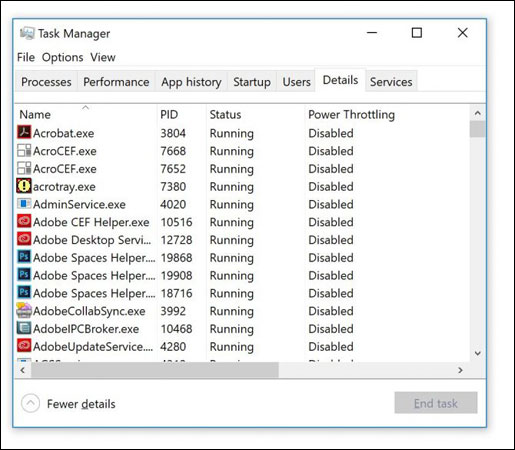 Task Manager
File Options View
Processes Performance App history Startup Users Details Services
Name PID Status Power Throttling
Acrobat.exe 3804 Running Disabled
AcroCEF.exe 7668 Running Disabled
AcroCEF.exe 7652 Running Disabled
acrotray.exe 7380 Running Disabled
AdminService.exe 4020 Running Disabled
Adobe CEF Helper.exe 10516 Running Disabled
Adobe Desktop Servi... 12728 Running Disabled
Adobe Spaces Helper.... 19868 Running Disabled
Adobe Spaces Helper.... 19908 Running Disabled
Adobe Spaces Helper.... 18716 Running Disabled
AdobeCollabSync.exe 3992 Running Disabled
AdobeIPCBroker.exe 10468 Running Disabled
AdobeUpdateService.... 4280 Running Disabled
Fewer details End task